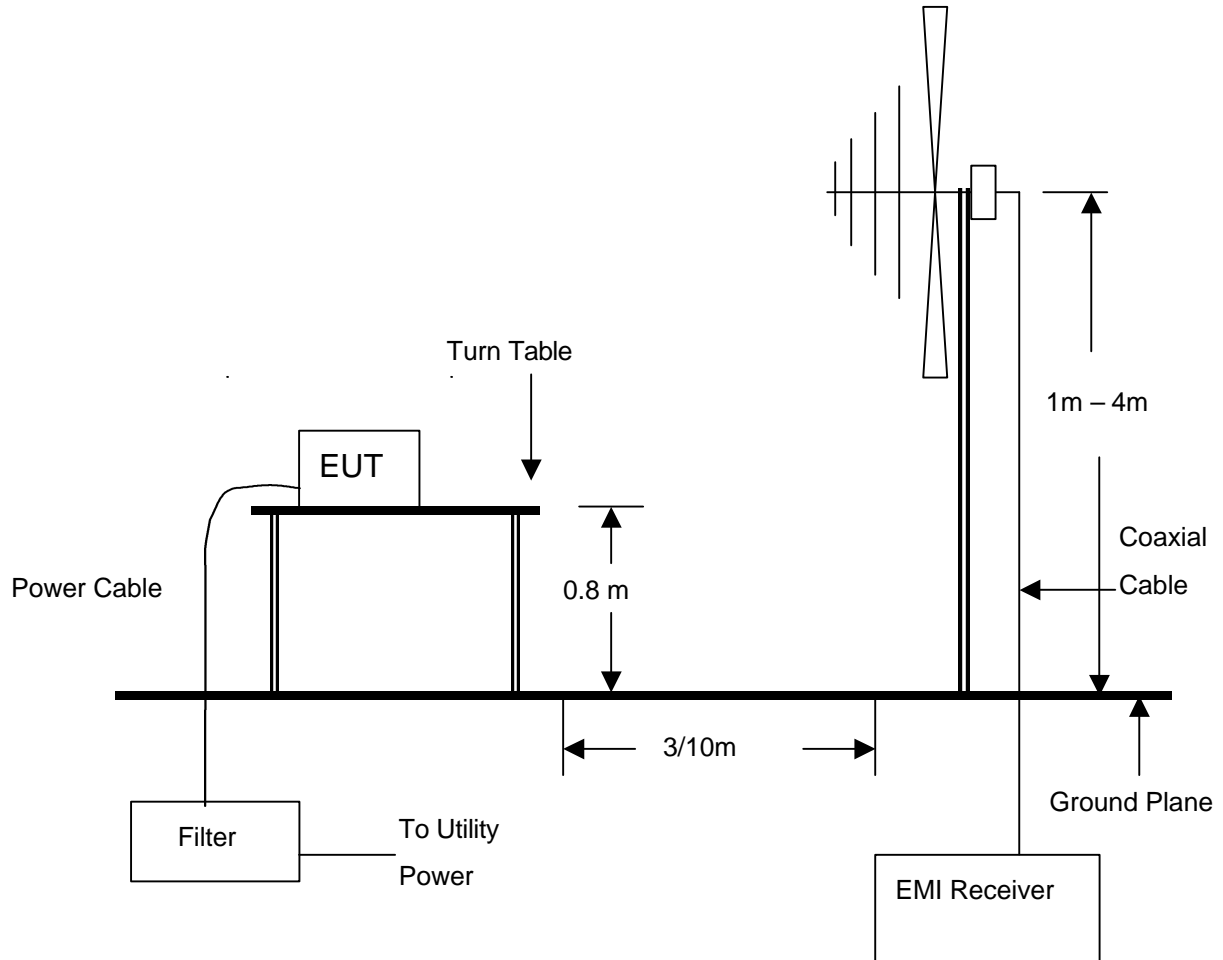 Turn Table
1m – 4m
EUT
Coaxial
Cable
Power Cable
0.8 m
3/10m
Ground Plane
Filter
To Utility
Power
EMI Receiver